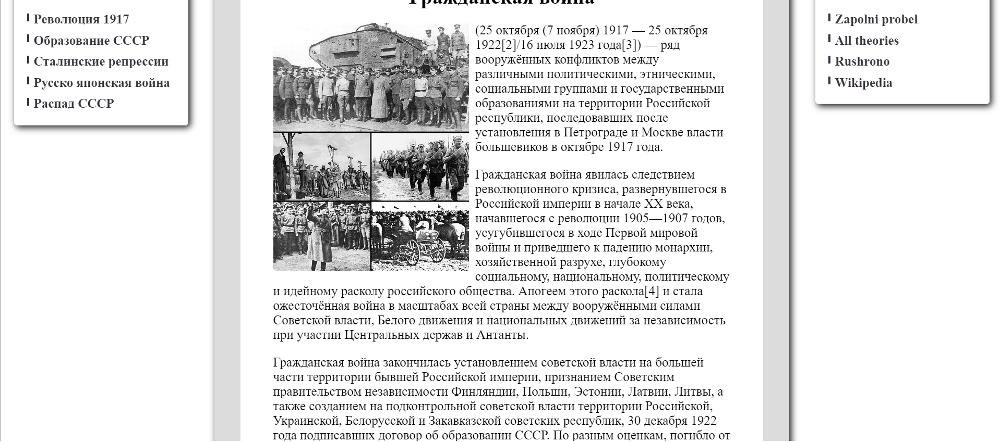 Гражданская война
Революция 1917
Образование СССР
Сталинские репрессии
Русско японская война
Распад СССР
9186
(25 октября (7 ноября) 1917 — 25 октября
1922[2]/16 июля 1923 года[3]) — ряд
вооружённых конфликтов между
различными политическими, этническими,
социальными группами и государственными
образованиями на территории Российской
республики, последовавших после
установления в Петрограде и Москве власти
большевиков в октябре 1917 года.
Гражданская война явилась следствием
революционного кризиса, развернувшегося в
Российской империи в начале XX века,
начавшегося с революции 1905—1907 годов,
усугубившегося в ходе Первой мировой
войны и приведшего к падению монархии,
хозяйственной разрухе, глубокому
социальному, национальному, политическому
и идейному расколу российского общества. Апогеем этого раскола[4] и стала
ожесточённая война в масштабах всей страны между вооружёнными силами
Советской власти, Белого движения и национальных движений за независимость
при участии Центральных держав и Антанты.
Гражданская война закончилась установлением советской власти на большей
части территории бывшей Российской империи, признанием Советским
правительством независимости Финляндии, Польши, Эстонии, Латвии, Литвы, а
также созданием на подконтрольной советской власти территории Российской,
Украинской, Белорусской и Закавказской советских республик, 30 декабря 1922
года подписавших договор об образовании СССР. По разным оценкам, погибло от
Zapolni probel
All theories
Rushrono
Wikipedia